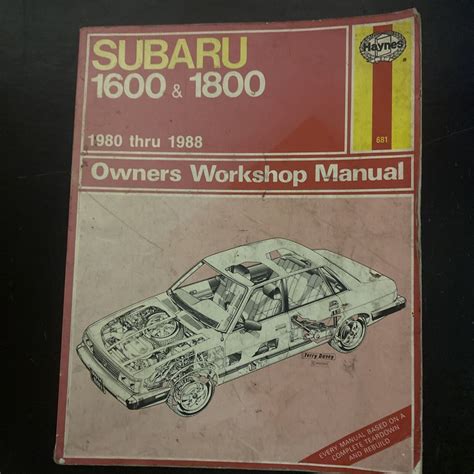 SUBARU
1600 & 1800
Haynes
681
1980 thru 1988
Owners Workshop Manual
Terry Davey
EVERY MANUAL BASED ON A
COMPLETE TEARDOWN
AND REBUILD